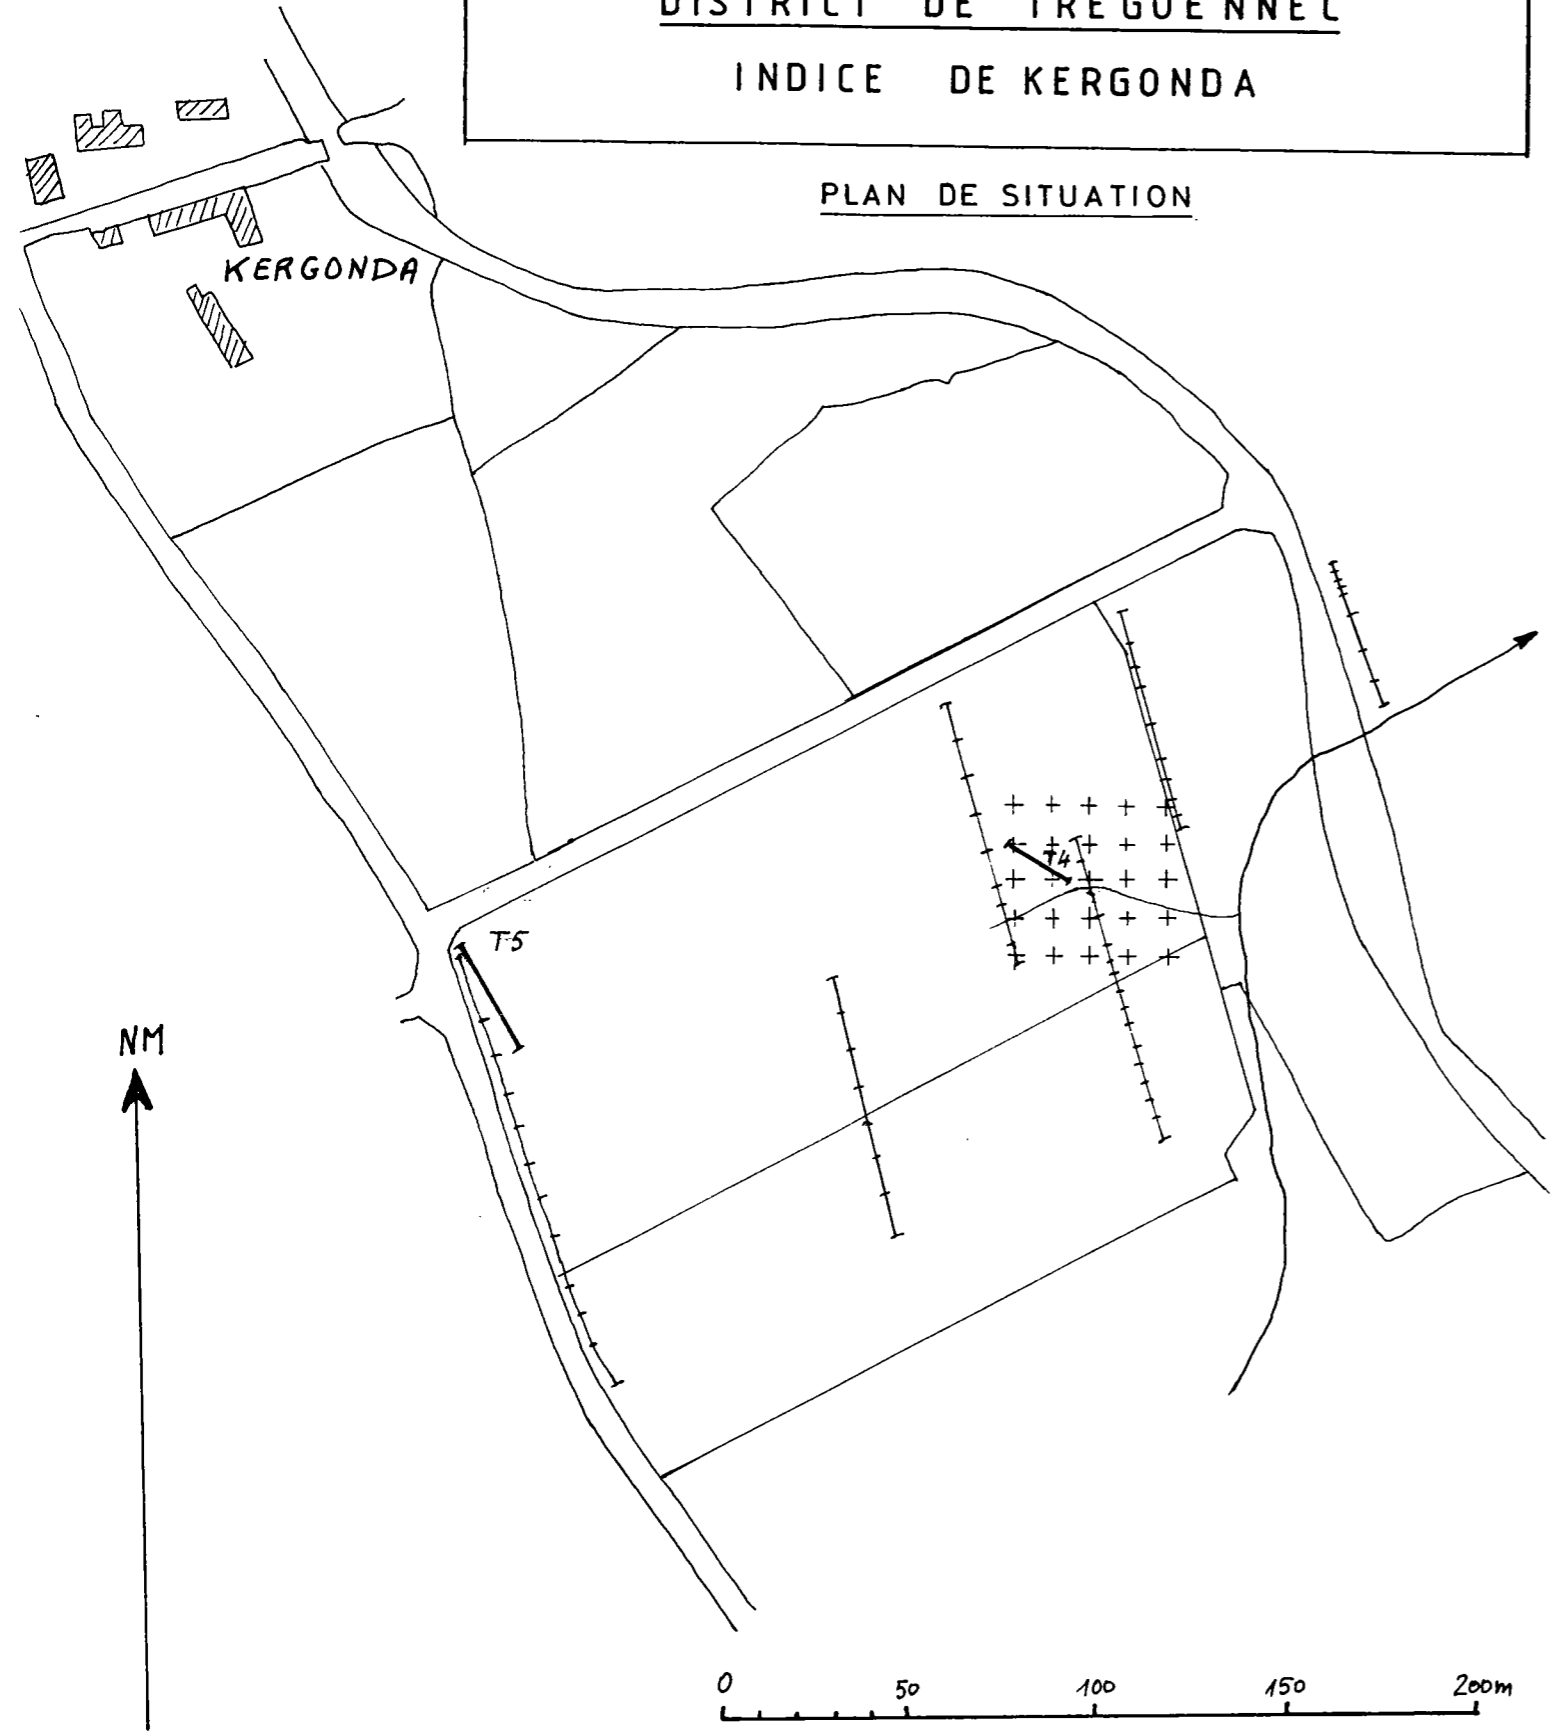 DISTRICT DE TREGUENNEC
INDICE DE KERGONDA
PLAN DE SITUATION
KERGONDA
T4
T5
NM
0 50 100 150 200m